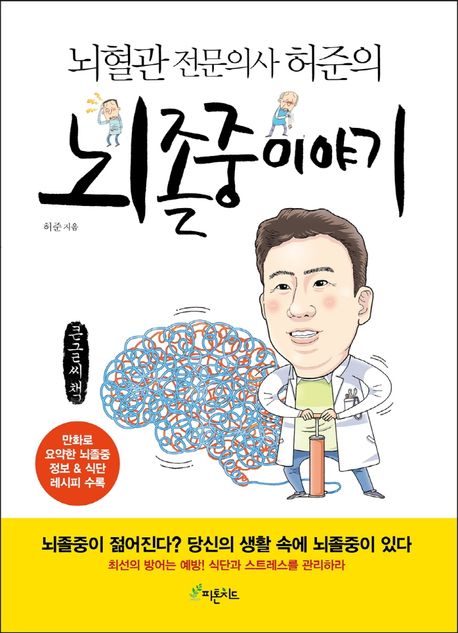 뇌혈관 전문의사 허준의
뇌졸중 이야기
허준 지음
큰글씨 책
만화로
요약한 뇌졸중
정보 & 식단
레시피 수록
뇌졸중이 젊어진다? 당신의 생활 속에 뇌졸중이 있다
최선의 방어는 예방! 식단과 스트레스를 관리하라
피톤치드